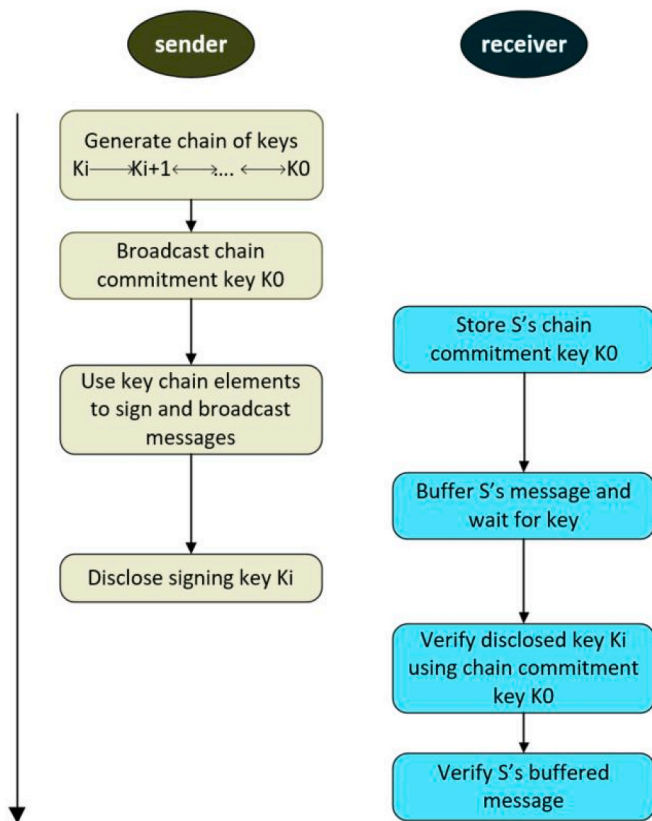 sender
receiver
Generate chain of keys
Ki⟶Ki+1⟷.... ⟷K0
Broadcast chain
commitment key K0
Store S's chain
commitment key K0
Use key chain elements
to sign and broadcast
messages
Buffer S's message and
wait for key
Disclose signing key Ki
Verify disclosed key Ki
using chain commitment
key K0
Verify S's buffered
message